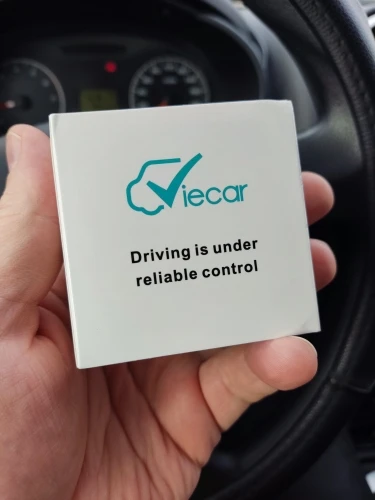 Viecar
Driving is under
reliable control